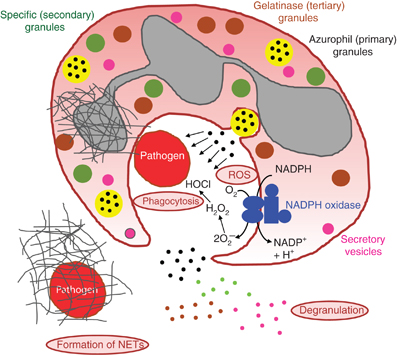 Specific (secondary)
granules
Gelatinase (tertiary)
granules
Azurophil (primary)
granules
Pathogen
ROS
NADPH
HOCl
O₂
Phagocytosis
H₂O₂
NADPH oxidase
2O₂⁻
NADP⁺
+ H⁺
Secretory
vesicles
Pathogen
Degranulation
Formation of NETs